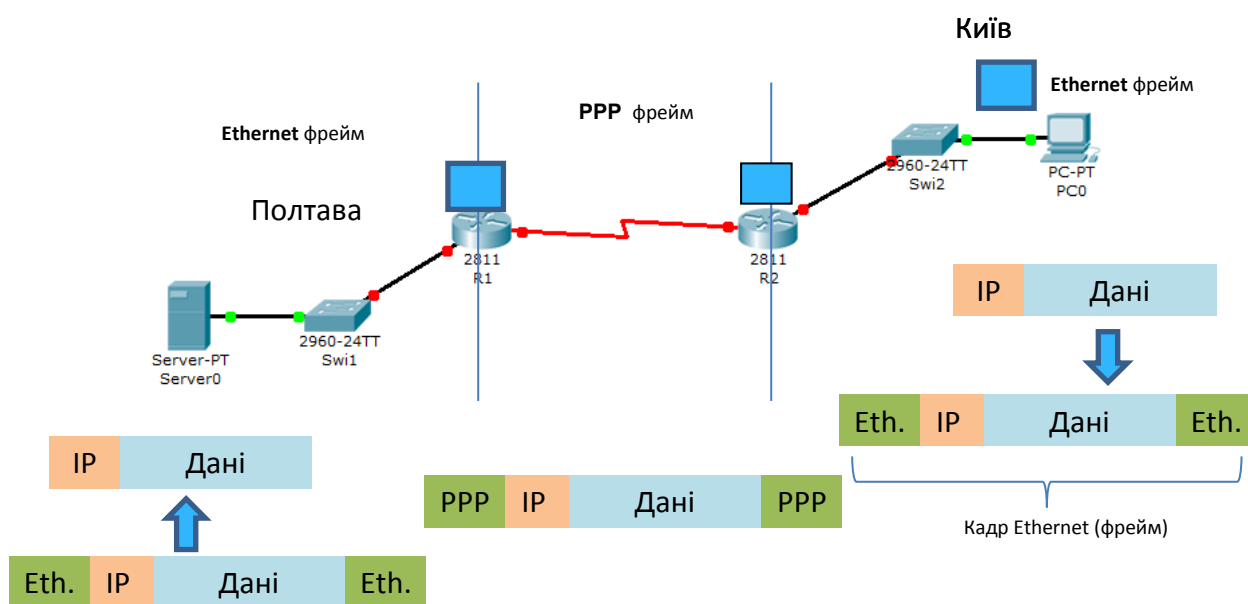 Київ
Ethernet фрейм
PPP фрейм
Ethernet фрейм
2960-24TT
Swi2
PC-PT
PC0
Полтава
2811
R1
2811
R2
Server-PT
Server0
2960-24TT
Swi1
IP Дані
Eth. IP Дані Eth.
Кадр Ethernet (фрейм)
IP Дані
PPP IP Дані PPP
Eth. IP Дані Eth.